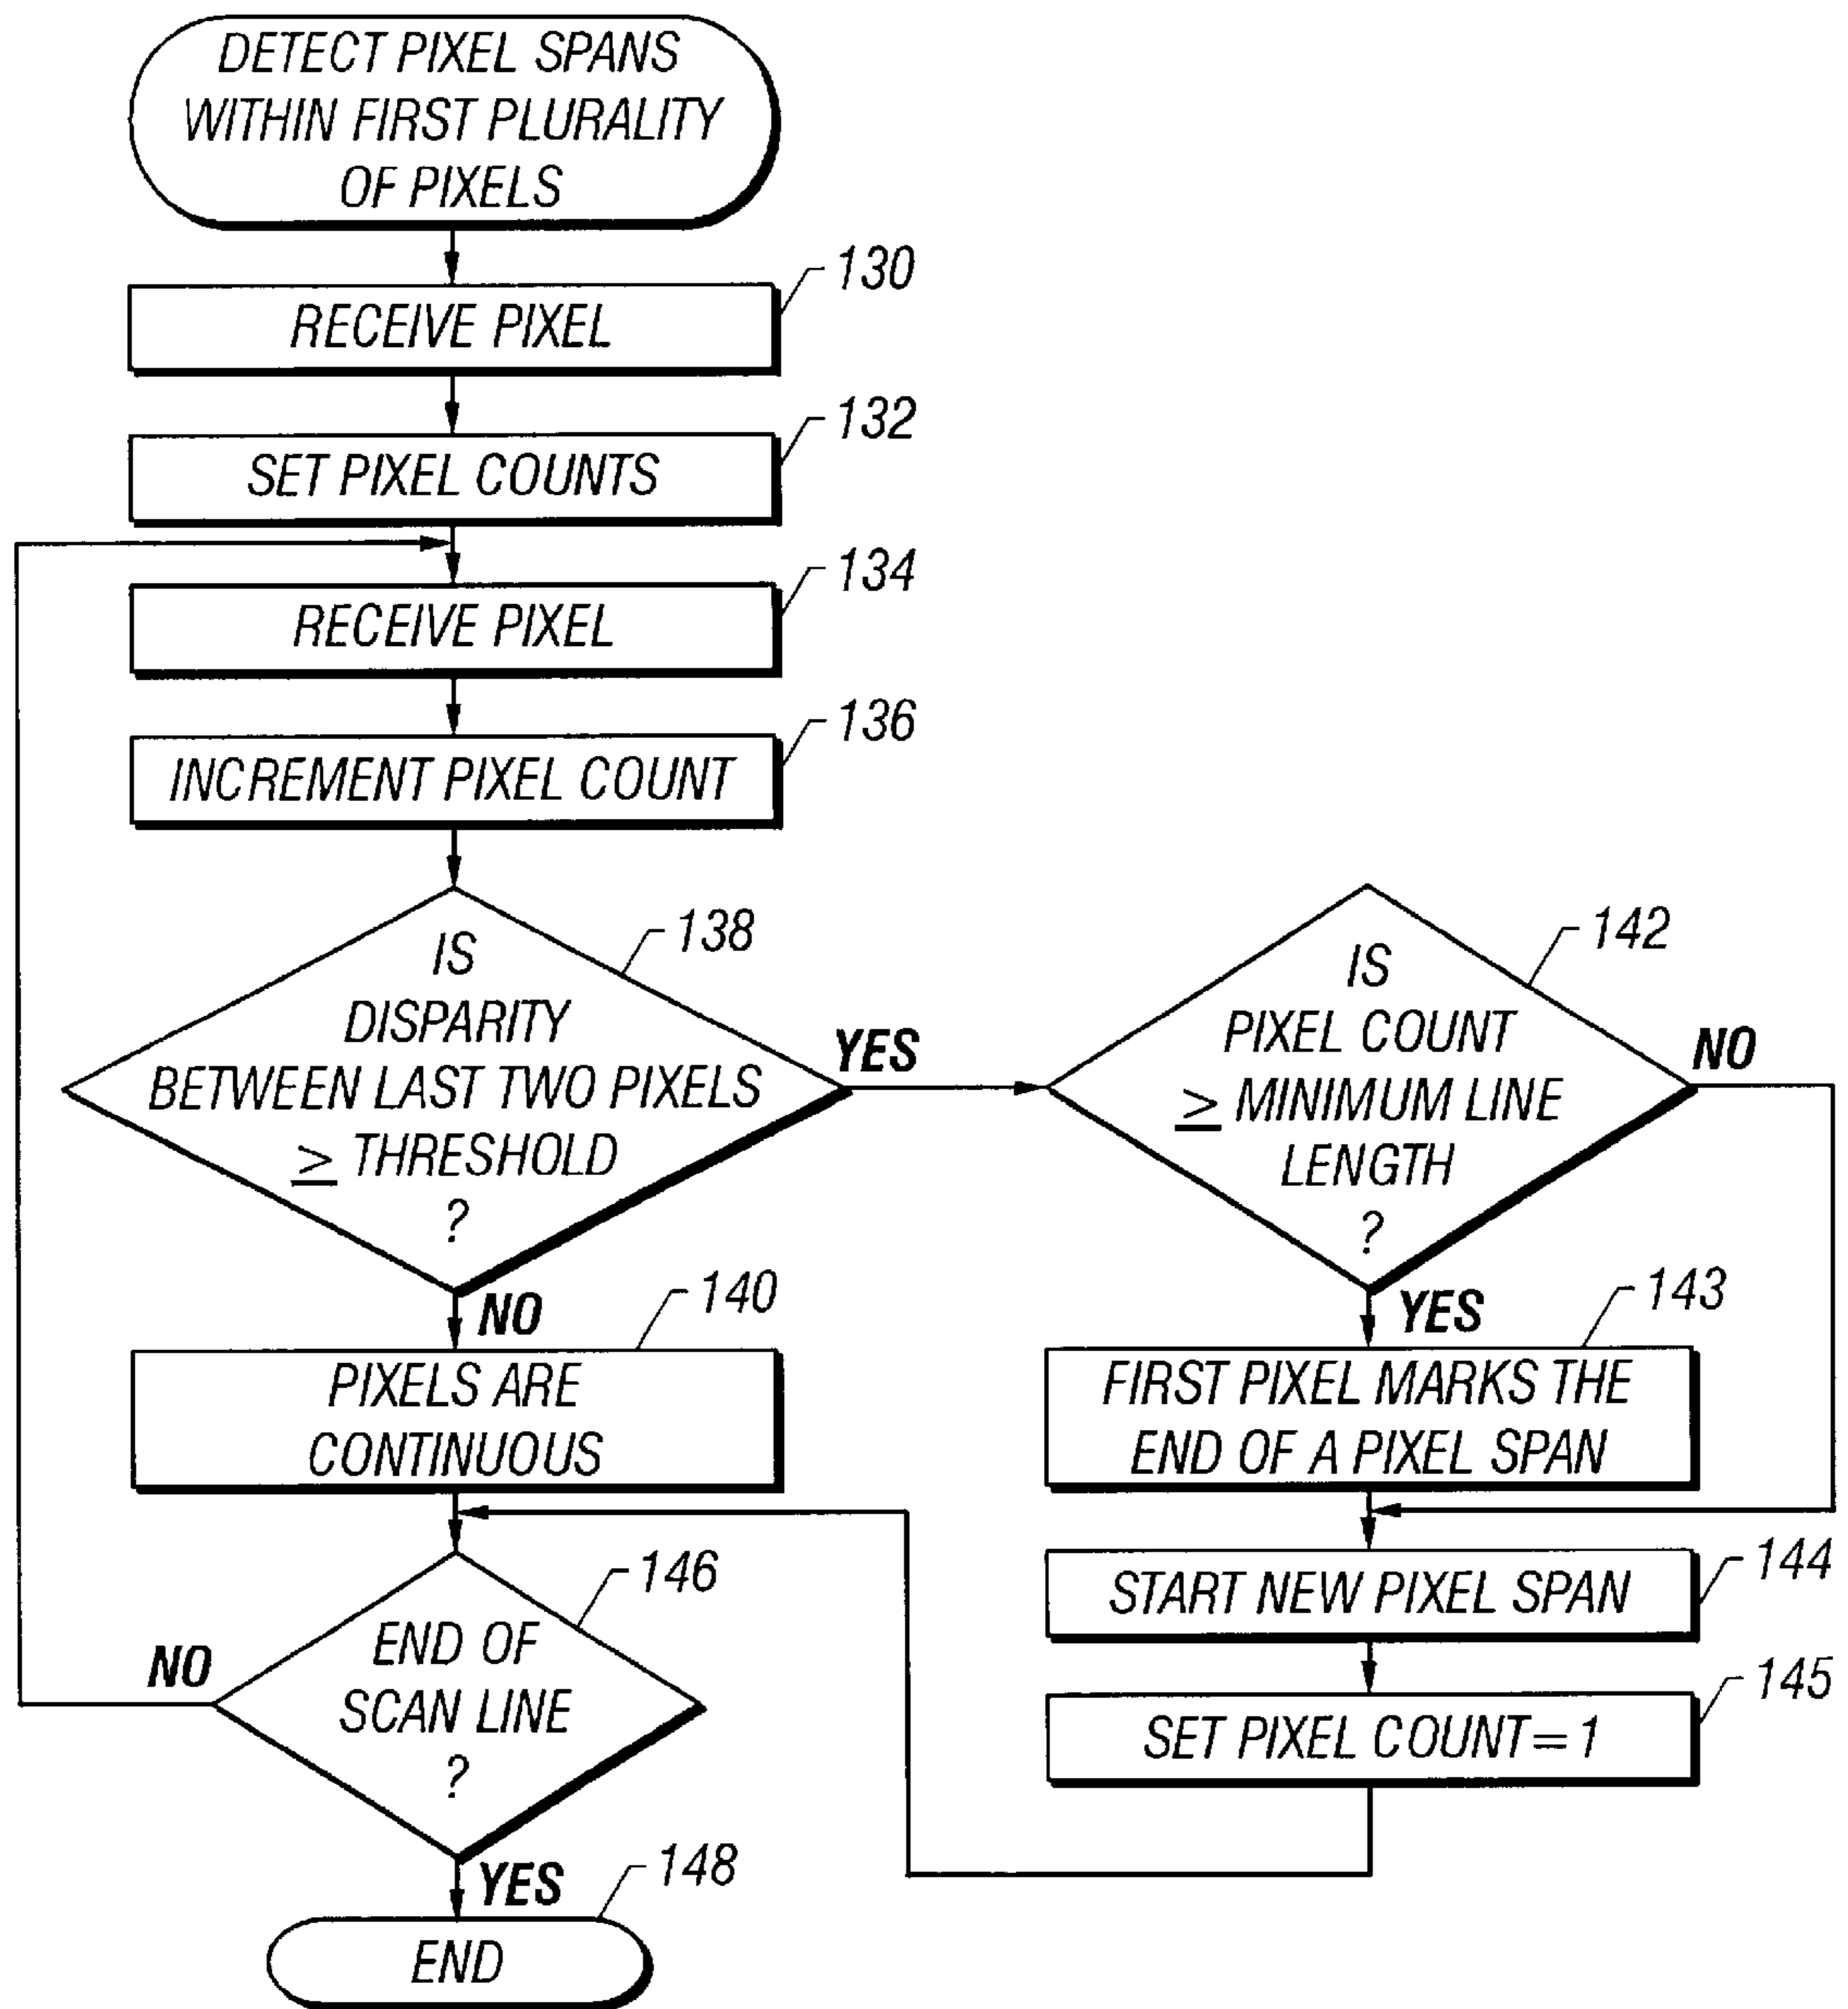 DETECT PIXEL SPANS
WITHIN FIRST PLURALITY
OF PIXELS
130
RECEIVE PIXEL
132
SET PIXEL COUNTS
134
RECEIVE PIXEL
136
INCREMENT PIXEL COUNT
138
IS
DISPARITY
BETWEEN LAST TWO PIXELS
≥ THRESHOLD
?
YES
NO
142
IS
PIXEL COUNT
≥ MINIMUM LINE
LENGTH
?
NO
YES
140
PIXELS ARE
CONTINUOUS
143
FIRST PIXEL MARKS THE
END OF A PIXEL SPAN
144
START NEW PIXEL SPAN
145
SET PIXEL COUNT=1
146
END OF
SCAN LINE
?
NO
YES
148
END